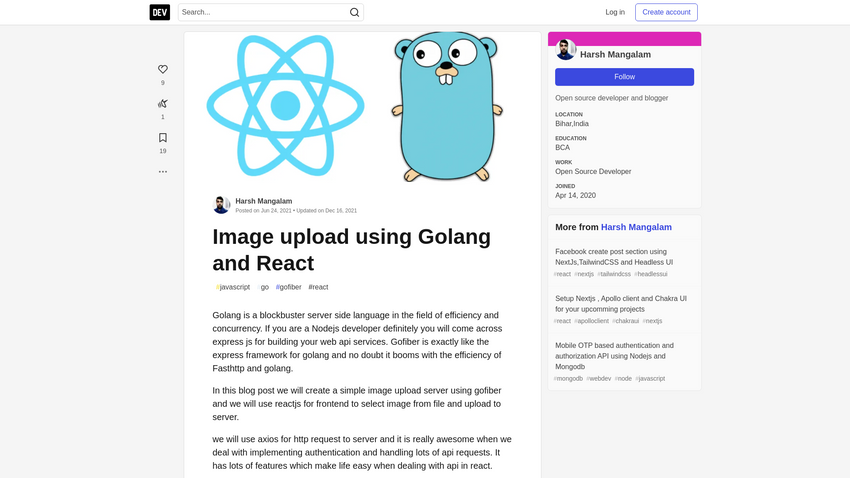 DEV
Search...
Log in
Create account
9
1
19
Harsh Mangalam
Posted on Jun 24, 2021 • Updated on Dec 16, 2021
Image upload using Golang
and React
#javascript #go #gofiber #react
Golang is a blockbuster server side language in the field of efficiency and
concurrency. If you are a Nodejs developer definitely you will come across
express js for building your web api services. Gofiber is exactly like the
express framework for golang and no doubt it booms with the efficiency of
Fasthttp and golang.
In this blog post we will create a simple image upload server using gofiber
and we will use reactjs for frontend to select image from file and upload to
server.
we will use axios for http request to server and it is really awesome when we
deal with implementing authentication and handling lots of api requests. It
has lots of features which make life easy when dealing with api in react.
Harsh Mangalam
Follow
Open source developer and blogger
LOCATION
Bihar,India
EDUCATION
BCA
WORK
Open Source Developer
JOINED
Apr 14, 2020
More from Harsh Mangalam
Facebook create post section using
NextJs,TailwindCSS and Headless UI
#react #nextjs #tailwindcss #headlessui
Setup Nextjs , Apollo client and Chakra UI
for your upcomming projects
#react #apolloclient #chakraui #nextjs
Mobile OTP based authentication and
authorization API using Nodejs and
Mongodb
#mongodb #webdev #node #javascript